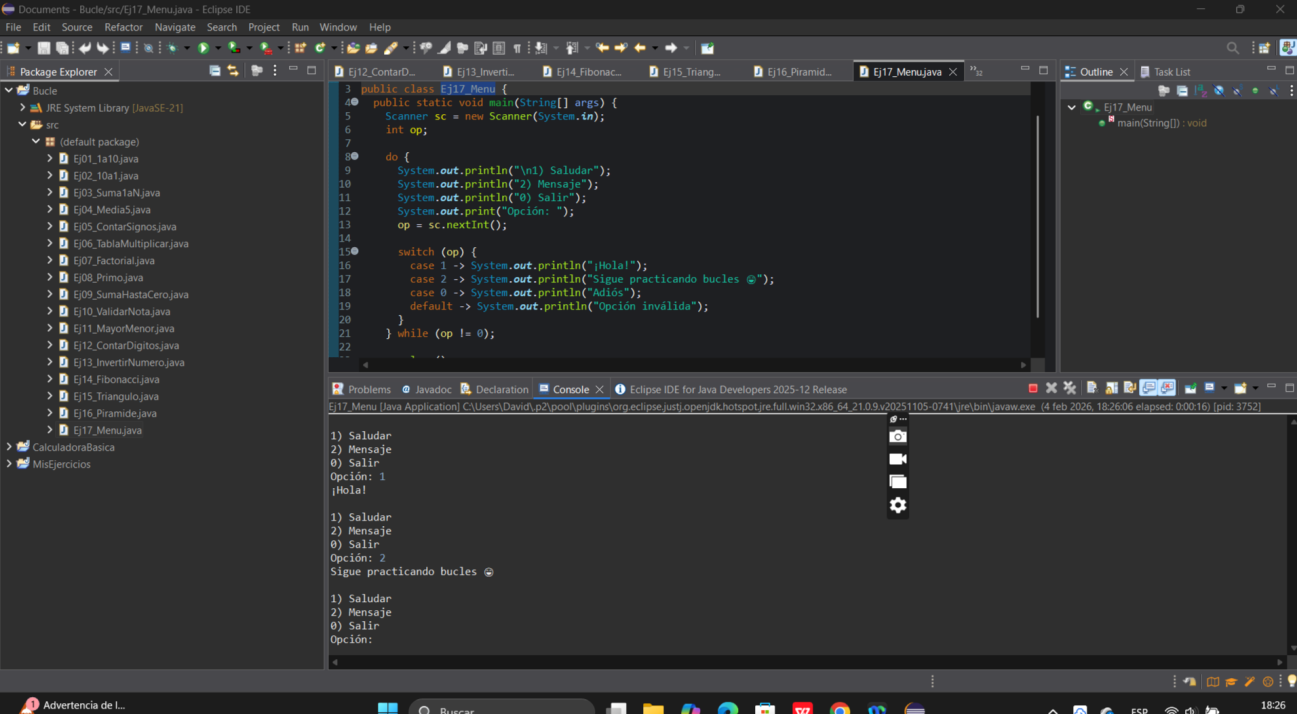 Documents - Bucle/src/Ej17_Menu.java - Eclipse IDE
File Edit Source Refactor Navigate Search Project Run Window Help
Package Explorer
Bucle
JRE System Library [JavaSE-21]
src
(default package)
Ej01_1a10.java
Ej02_10a1.java
Ej03_Suma1aN.java
Ej04_Media5.java
Ej05_ContarSignos.java
Ej06_TablaMultiplicar.java
Ej07_Factorial.java
Ej08_Primo.java
Ej09_SumaHastaCero.java
Ej10_ValidarNota.java
Ej11_MayorMenor.java
Ej12_ContarDigitos.java
Ej13_InvertirNumero.java
Ej14_Fibonacci.java
Ej15_Triangulo.java
Ej16_Piramide.java
Ej17_Menu.java
CalculadoraBasica
MisEjercicios
Ej12_ContarD... Ej13_Inverti... Ej14_Fibonac... Ej15_Triang... Ej16_Piramid... Ej17_Menu.java »12
3 public class Ej17_Menu {
4 public static void main(String[] args) {
5 Scanner sc = new Scanner(System.in);
6 int op;
7
8 do {
9 System.out.println("\n1) Saludar");
10 System.out.println("2) Mensaje");
11 System.out.println("0) Salir");
12 System.out.print("Opción: ");
13 op = sc.nextInt();
14
15 switch (op) {
16 case 1 -> System.out.println("¡Hola!");
17 case 2 -> System.out.println("Sigue practicando bucles 😄");
18 case 0 -> System.out.println("Adiós");
19 default -> System.out.println("Opción inválida");
20 }
21 } while (op != 0);
22
Outline Task List
Ej17_Menu
main(String[]) : void
Problems Javadoc Declaration Console Eclipse IDE for Java Developers 2025-12 Release
Ej17_Menu [Java Application] C:\Users\David\.p2\pool\plugins\org.eclipse.justj.openjdk.hotspot.jre.full.win32.x86_64_21.0.9.v20251105-0741\jre\bin\javaw.exe (4 feb 2026, 18:26:06 elapsed: 0:00:16) [pid: 3752]
1) Saludar
2) Mensaje
0) Salir
Opción: 1
¡Hola!
1) Saludar
2) Mensaje
0) Salir
Opción: 2
Sigue practicando bucles 😄
1) Saludar
2) Mensaje
0) Salir
Opción:
1 Advertencia de l...
Buscar
ESP
18:26